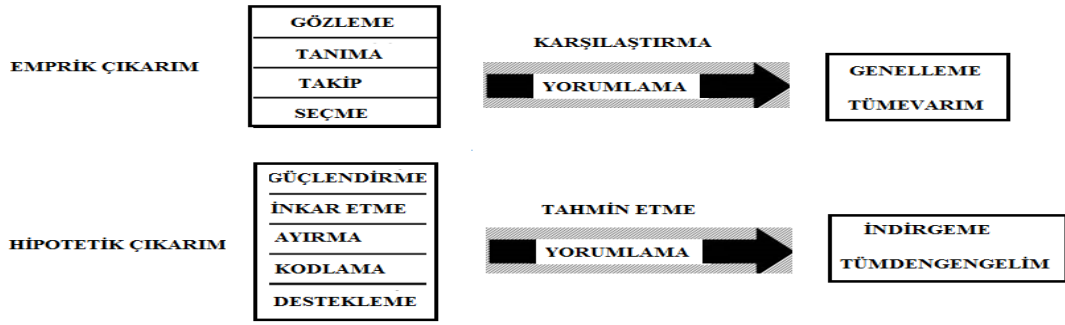 EMPRİK ÇIKARIM
GÖZLEME
TANIMA
TAKİP
SEÇME
KARŞILAŞTIRMA
YORUMLAMA
GENELLEME
TÜMEVARIM
HİPOTETİK ÇIKARIM
GÜÇLENDİRME
İNKAR ETME
AYIRMA
KODLAMA
DESTEKLEME
TAHMİN ETME
YORUMLAMA
İNDİRGEME
TÜMDENGENGELİM